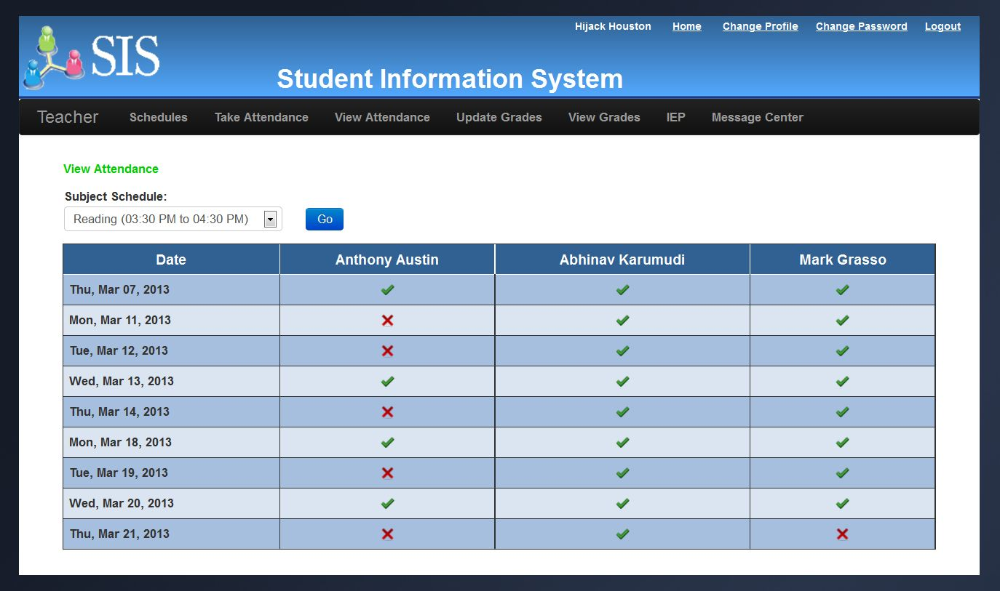 Hijack Houston Home Change Profile Change Password Logout
SIS
Student Information System
Teacher Schedules Take Attendance View Attendance Update Grades View Grades IEP Message Center
View Attendance
Subject Schedule:
Reading (03:30 PM to 04:30 PM) Go
Date Anthony Austin Abhinav Karumudi Mark Grasso
Thu, Mar 07, 2013
Mon, Mar 11, 2013
Tue, Mar 12, 2013
Wed, Mar 13, 2013
Thu, Mar 14, 2013
Mon, Mar 18, 2013
Tue, Mar 19, 2013
Wed, Mar 20, 2013
Thu, Mar 21, 2013